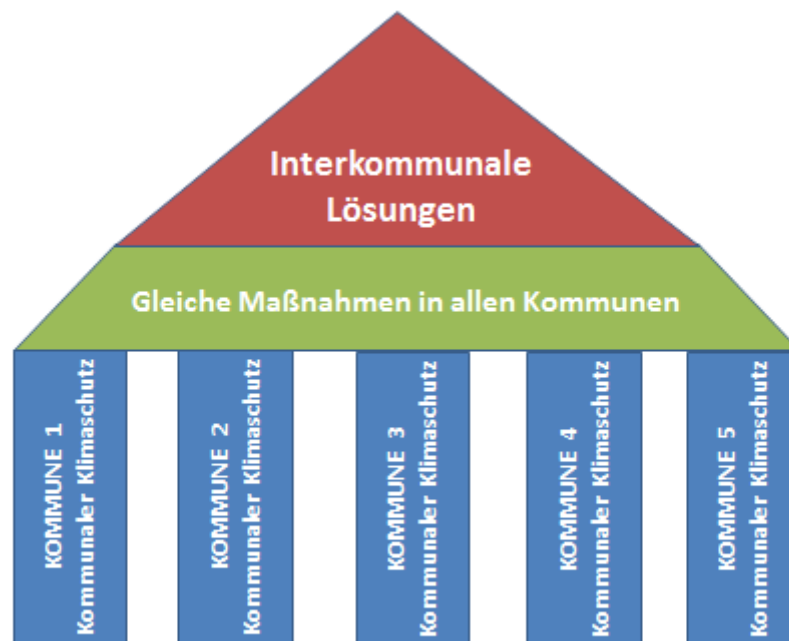 Interkommunale
Lösungen
Gleiche Maßnahmen in allen Kommunen
KOMMUNE 1
Kommunaler Klimaschutz
KOMMUNE 2
Kommunaler Klimaschutz
KOMMUNE 3
Kommunaler Klimaschutz
KOMMUNE 4
Kommunaler Klimaschutz
KOMMUNE 5
Kommunaler Klimaschutz